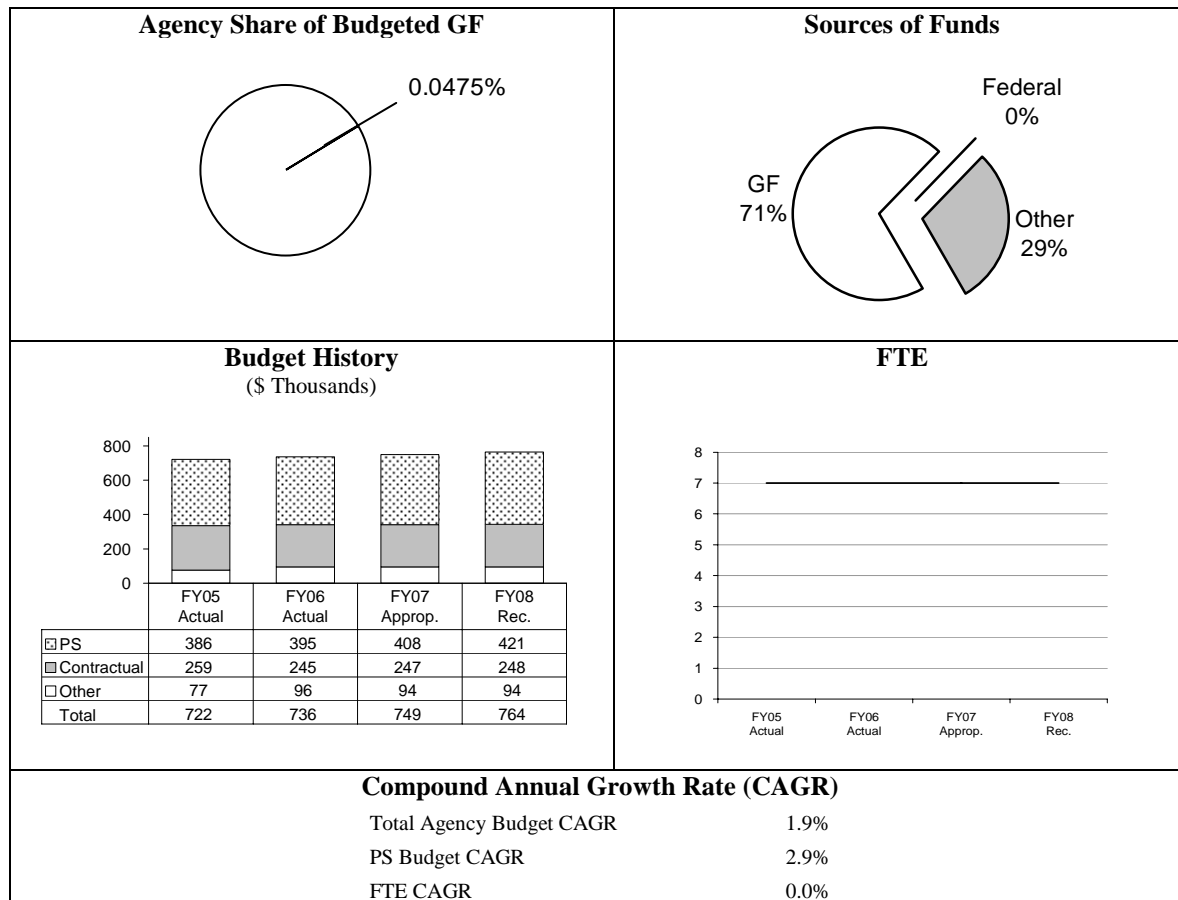 Agency Share of Budgeted GF
0.0475%
Sources of Funds
Federal
0%
GF
71%
Other
29%
Budget History
($ Thousands)
800
600
400
200
0
FY05 Actual FY06 Actual FY07 Approp. FY08 Rec.
PS 386 395 408 421
Contractual 259 245 247 248
Other 77 96 94 94
Total 722 736 749 764
FTE
8
7
6
5
4
3
2
1
0
FY05 Actual FY06 Actual FY07 Approp. FY08 Rec.
Compound Annual Growth Rate (CAGR)
Total Agency Budget CAGR 1.9%
PS Budget CAGR 2.9%
FTE CAGR 0.0%